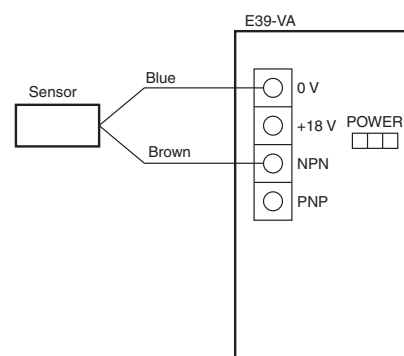 E39-VA
Blue
0 V
Sensor
+18 V
POWER
Brown
NPN
PNP